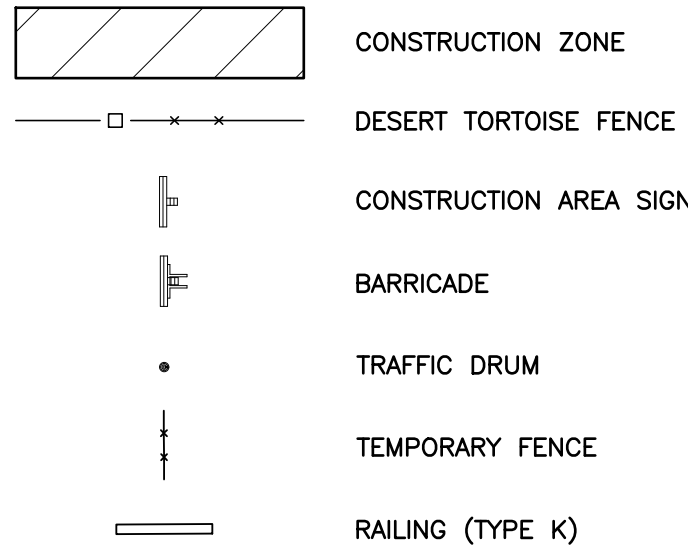 CONSTRUCTION ZONE
DESERT TORTOISE FENCE
CONSTRUCTION AREA SIGN
BARRICADE
TRAFFIC DRUM
TEMPORARY FENCE
RAILING (TYPE K)